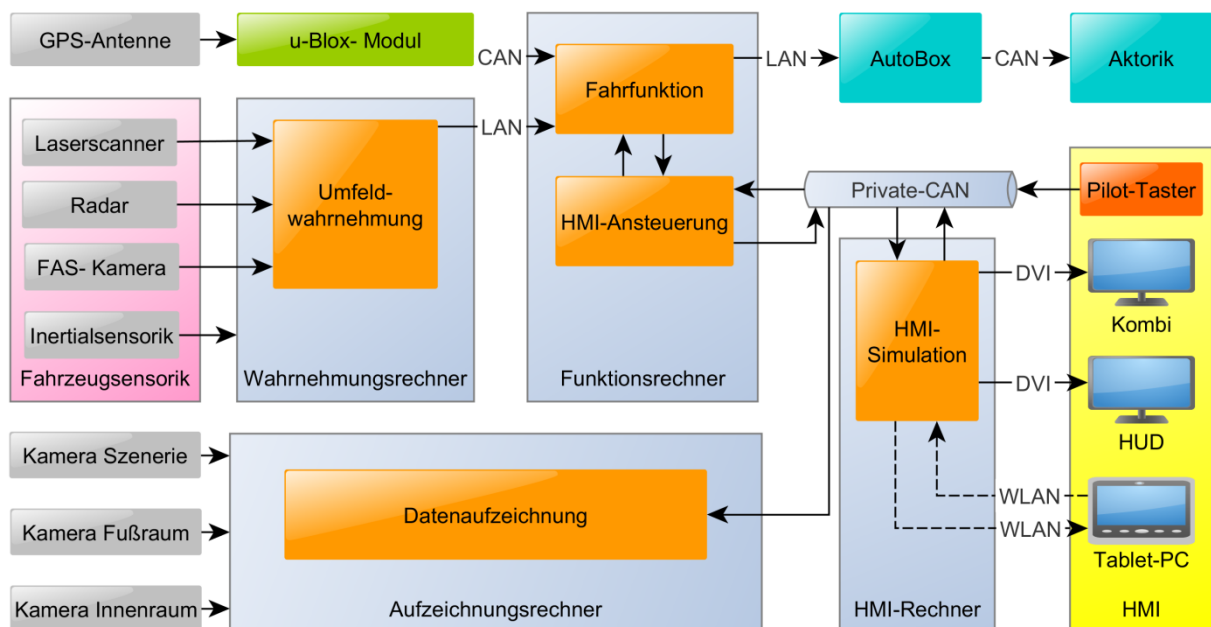 GPS-Antenne
u-Blox- Modul
CAN
Fahrfunktion
LAN
AutoBox
CAN
Aktorik
Laserscanner
Radar
FAS- Kamera
Inertialsensorik
Fahrzeugsensorik
Umfeld-
wahrnehmung
Wahrnehmungsrechner
LAN
HMI-Ansteuerung
Funktionsrechner
Private-CAN
Pilot-Taster
HMI-
Simulation
DVI
Kombi
DVI
HUD
WLAN
WLAN
Tablet-PC
HMI-Rechner
HMI
Kamera Szenerie
Kamera Fußraum
Kamera Innenraum
Datenaufzeichnung
Aufzeichnungsrechner